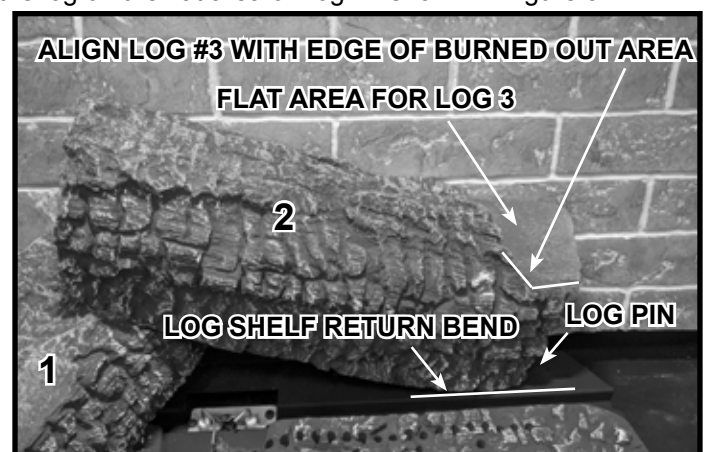 ALIGN LOG #3 WITH EDGE OF BURNED OUT AREA
FLAT AREA FOR LOG 3
2
LOG SHELF RETURN BEND
LOG PIN
1